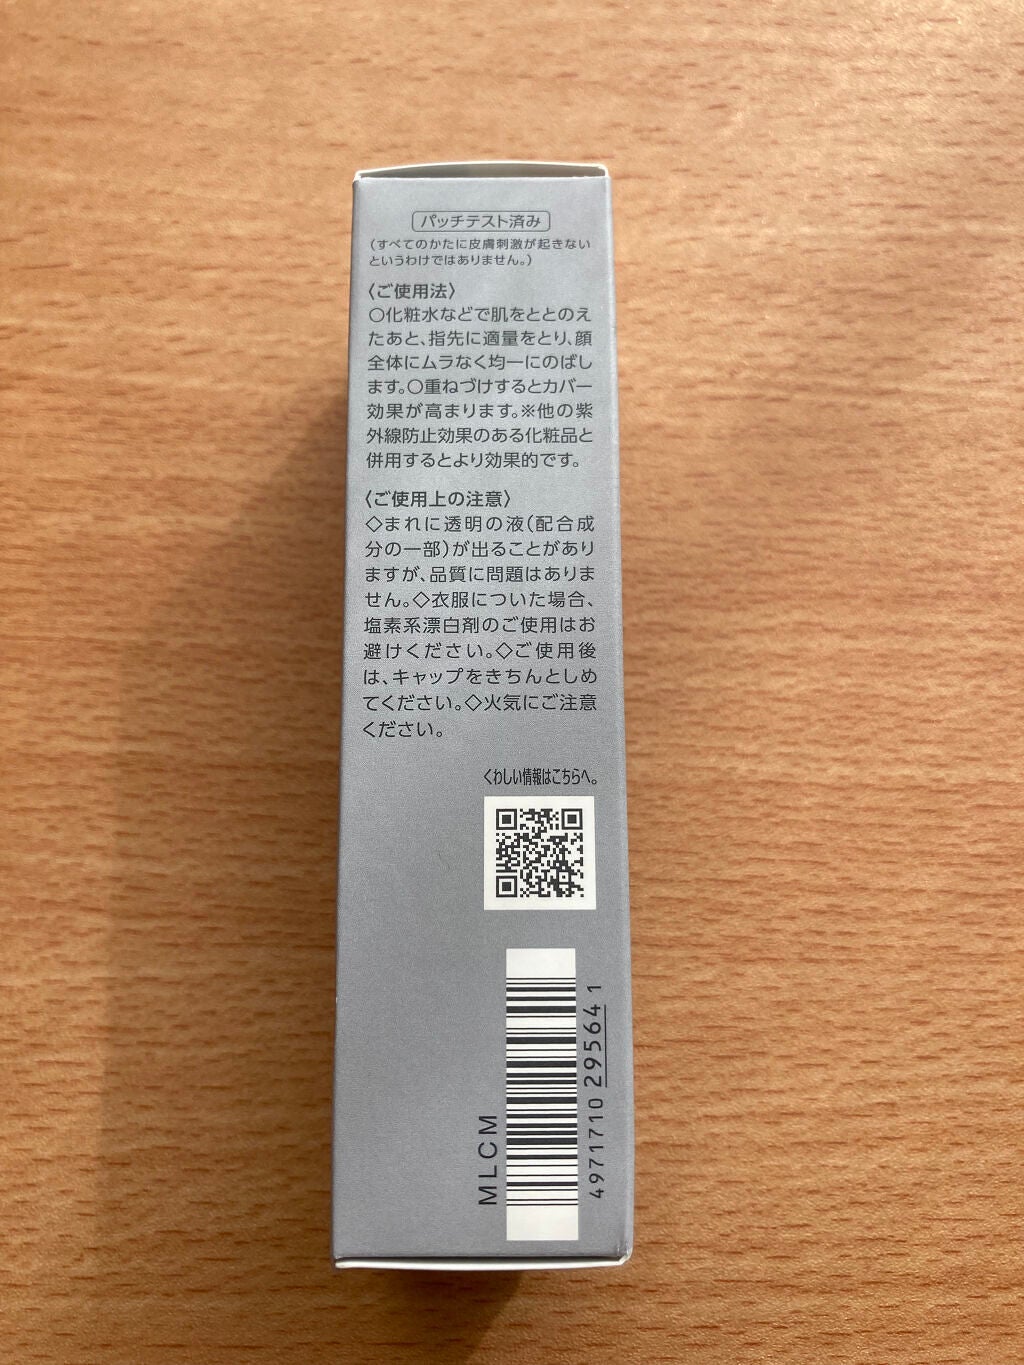 パッチテスト済み
(すべてのかたに皮膚刺激が起きない
というわけではありません。)
〈ご使用法〉
○化粧水などで肌をととのえ
たあと、指先に適量をとり、顔
全体にムラなく均一にのばし
ます。○重ねづけするとカバー
効果が高まります。※他の紫
外線防止効果のある化粧品と
併用するとより効果的です。
〈ご使用上の注意〉
◇まれに透明の液(配合成
分の一部)が出ることがあり
ますが、品質に問題はありま
せん。◇衣服についた場合、
塩素系漂白剤のご使用はお
避けください。◇ご使用後
は、キャップをきちんとしめ
てください。◇火気にご注意
ください。
くわしい情報はこちらへ。
MLCM
4971710 295641